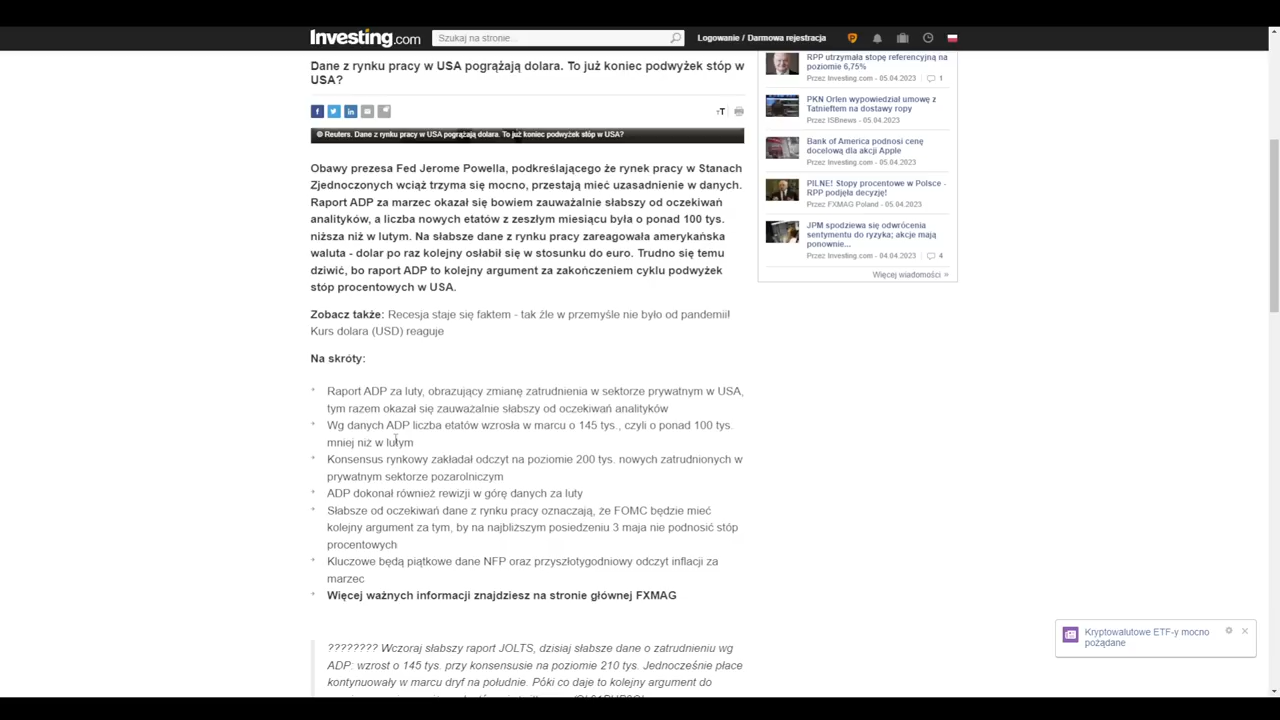 Investing.com
Szukaj na stronie...
Logowanie / Darmowa rejestracja
Dane z rynku pracy w USA pogrążają dolara. To już koniec podwyżek stóp w
USA?
© Reuters. Dane z rynku pracy w USA pogrążają dolara. To już koniec podwyżek stóp w USA?
Obawy prezesa Fed Jerome Powella, podkreślającego że rynek pracy w Stanach
Zjednoczonych wciąż trzyma się mocno, przestają mieć uzasadnienie w danych.
Raport ADP za marzec okazał się bowiem zauważalnie słabszy od oczekiwań
analityków, a liczba nowych etatów z zeszłym miesiącu była o ponad 100 tys.
niższa niż w lutym. Na słabsze dane z rynku pracy zareagowała amerykańska
waluta - dolar po raz kolejny osłabił się w stosunku do euro. Trudno się temu
dziwić, bo raport ADP to kolejny argument za zakończeniem cyklu podwyżek
stóp procentowych w USA.
Zobacz także: Recesja staje się faktem - tak źle w przemyśle nie było od pandemii!
Kurs dolara (USD) reaguje
Na skróty:
Raport ADP za luty, obrazujący zmianę zatrudnienia w sektorze prywatnym w USA,
tym razem okazał się zauważalnie słabszy od oczekiwań analityków
Wg danych ADP liczba etatów wzrosła w marcu o 145 tys., czyli o ponad 100 tys.
mniej niż w lutym
Konsensus rynkowy zakładał odczyt na poziomie 200 tys. nowych zatrudnionych w
prywatnym sektorze pozarolniczym
ADP dokonał również rewizji w górę danych za luty
Słabsze od oczekiwań dane z rynku pracy oznaczają, że FOMC będzie mieć
kolejny argument za tym, by na najbliższym posiedzeniu 3 maja nie podnosić stóp
procentowych
Kluczowe będą piątkowe dane NFP oraz przyszłotygodniowy odczyt inflacji za
marzec
Więcej ważnych informacji znajdziesz na stronie głównej FXMAG
???????? Wczoraj słabszy raport JOLTS, dzisiaj słabsze dane o zatrudnieniu wg
ADP: wzrost o 145 tys. przy konsensusie na poziomie 210 tys. Jednocześnie płace
kontynuowały w marcu dryf na południe. Póki co daje to kolejny argument do
RPP utrzymała stopę referencyjną na
poziomie 6,75%
Przez Investing.com - 05.04.2023 1
PKN Orlen wypowiedział umowę z
Tatnieftem na dostawy ropy
Przez ISBnews - 05.04.2023
Bank of America podnosi cenę
docelową dla akcji Apple
Przez Investing.com - 05.04.2023
PILNE! Stopy procentowe w Polsce -
RPP podjęła decyzję!
Przez FXMAG Poland - 05.04.2023
JPM spodziewa się odwrócenia
sentymentu do ryzyka; akcje mają
ponownie...
Przez Investing.com - 04.04.2023 4
Więcej wiadomości »
Kryptowalutowe ETF-y mocno
pożądane